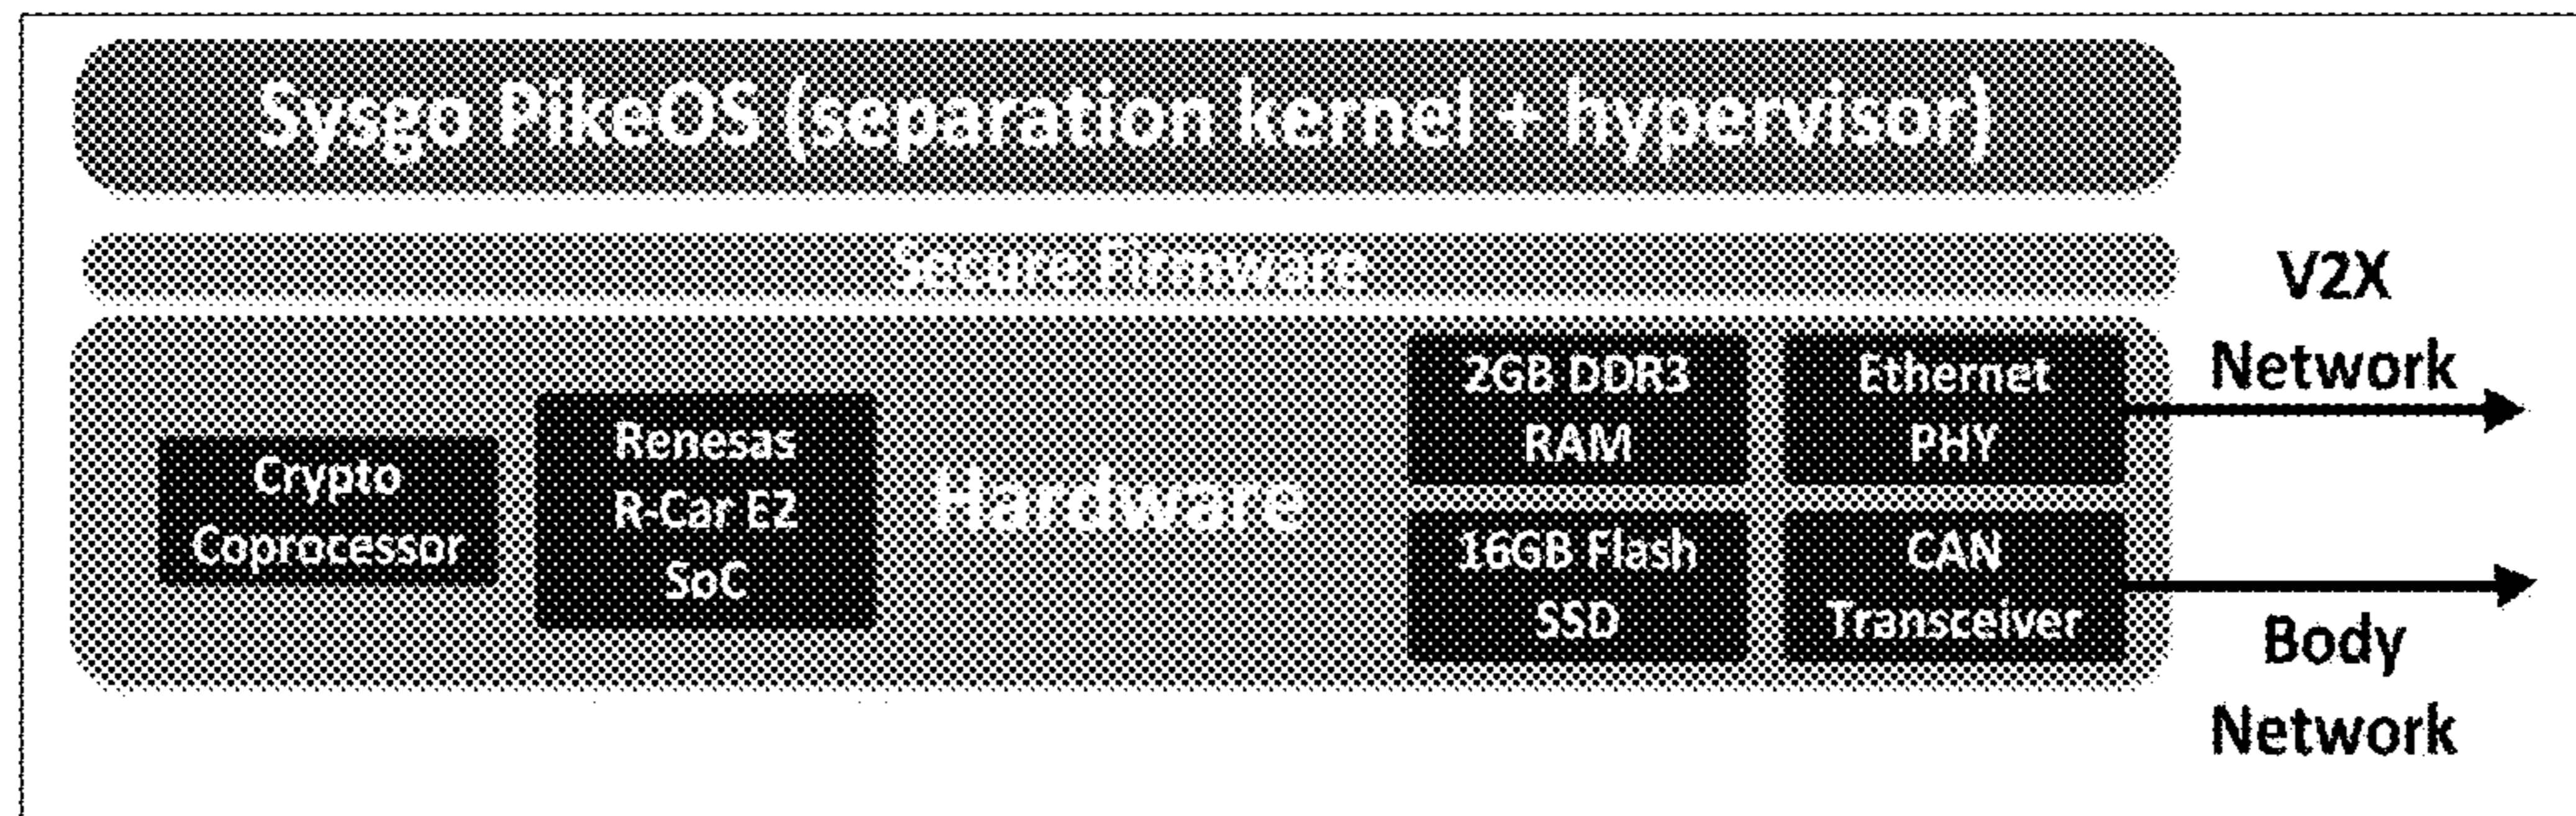 Sysgo PikeOS (separation kernel + hypervisor)
Secure Firmware
Hardware
Crypto
Coprocessor
Renesas
R-Car E2
SoC
2GB DDR3
RAM
Ethernet
PHY
16GB Flash
SSD
CAN
Transceiver
V2X
Network
Body
Network